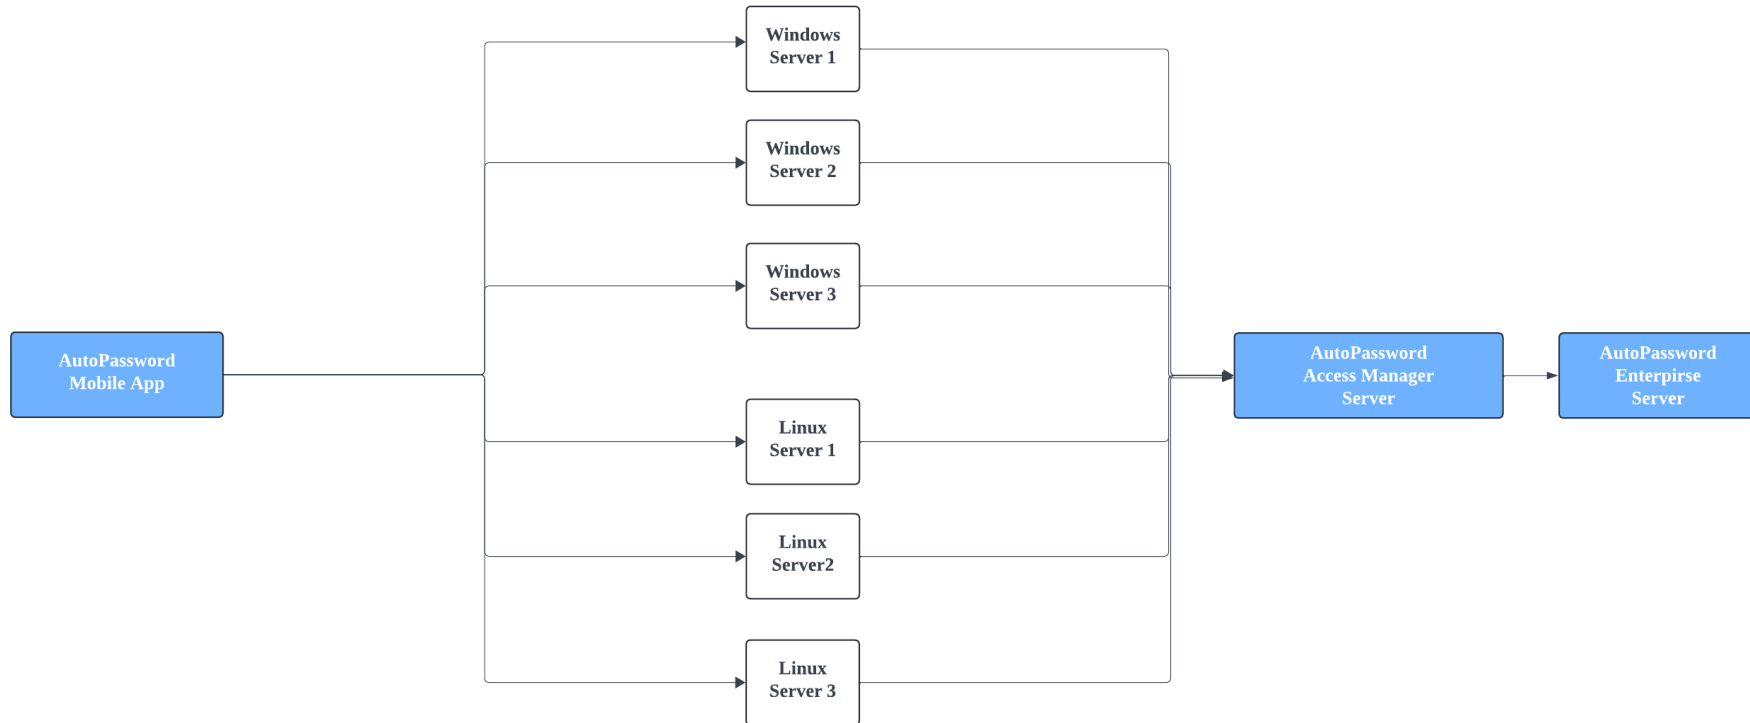 Windows
Server 1
Windows
Server 2
Windows
Server 3
AutoPassword
Mobile App
AutoPassword
Access Manager
Server
AutoPassword
Enterpirse
Server
Linux
Server 1
Linux
Server2
Linux
Server 3